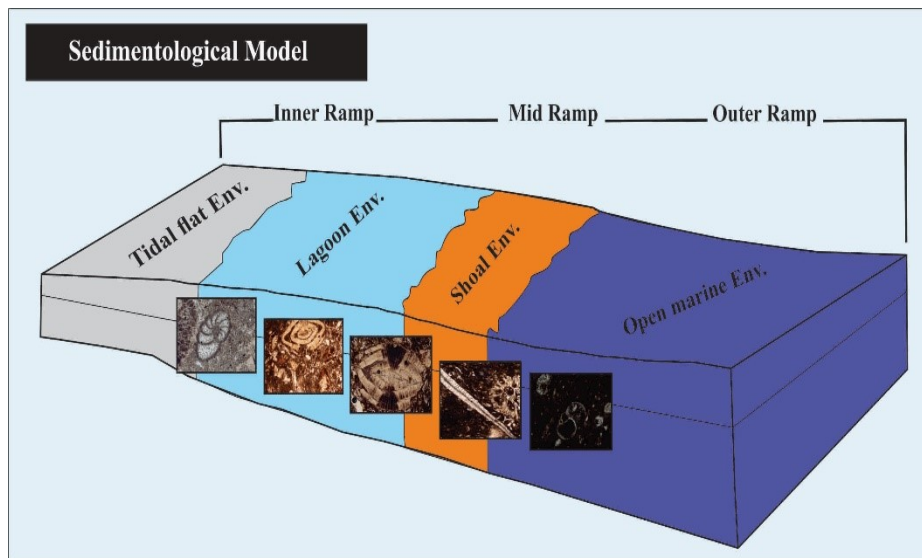 Sedimentological Model
Inner Ramp
Mid Ramp
Outer Ramp
Tidal flat Env.
Lagoon Env.
Shoal Env.
Open marine Env.